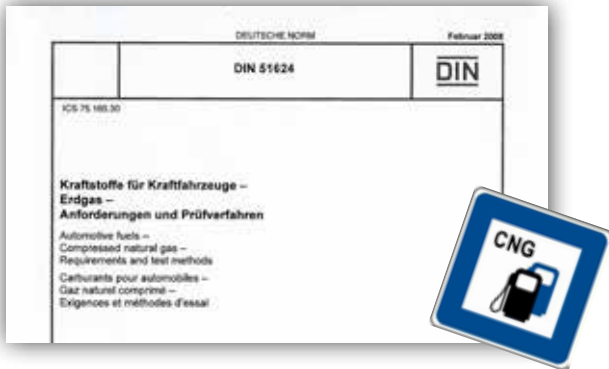 DEUTSCHE NORM
Februar 2008
DIN 51624
DIN
ICS 75.160.30
Kraftstoffe für Kraftfahrzeuge –
Erdgas –
Anforderungen und Prüfverfahren
Automotive fuels –
Compressed natural gas –
Requirements and test methods
Carburants pour automobiles –
Gaz naturel comprimé –
Exigences et méthodes d'essai
CNG